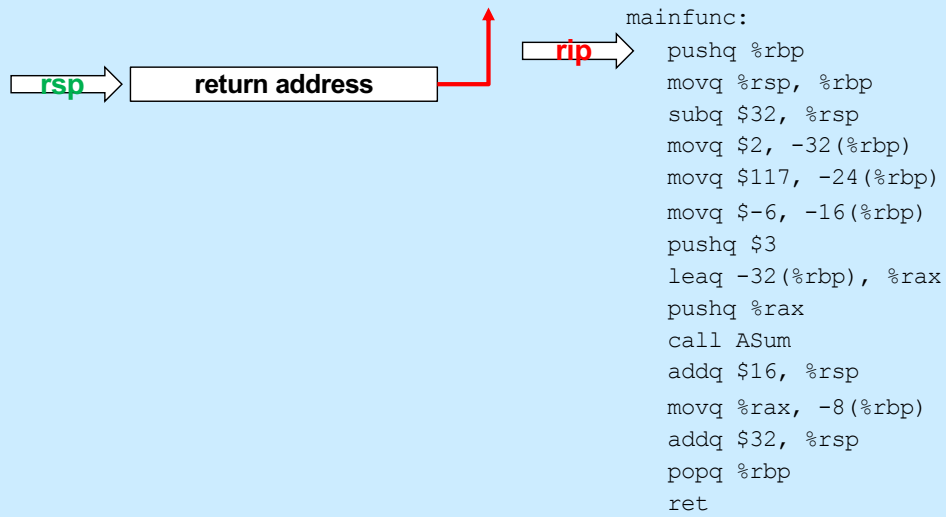 mainfunc:
rip
pushq %rbp
rsp
return address
movq %rsp, %rbp
subq $32, %rsp
movq $2, -32(%rbp)
movq $117, -24(%rbp)
movq $-6, -16(%rbp)
pushq $3
leaq -32(%rbp), %rax
pushq %rax
call ASum
addq $16, %rsp
movq %rax, -8(%rbp)
addq $32, %rsp
popq %rbp
ret